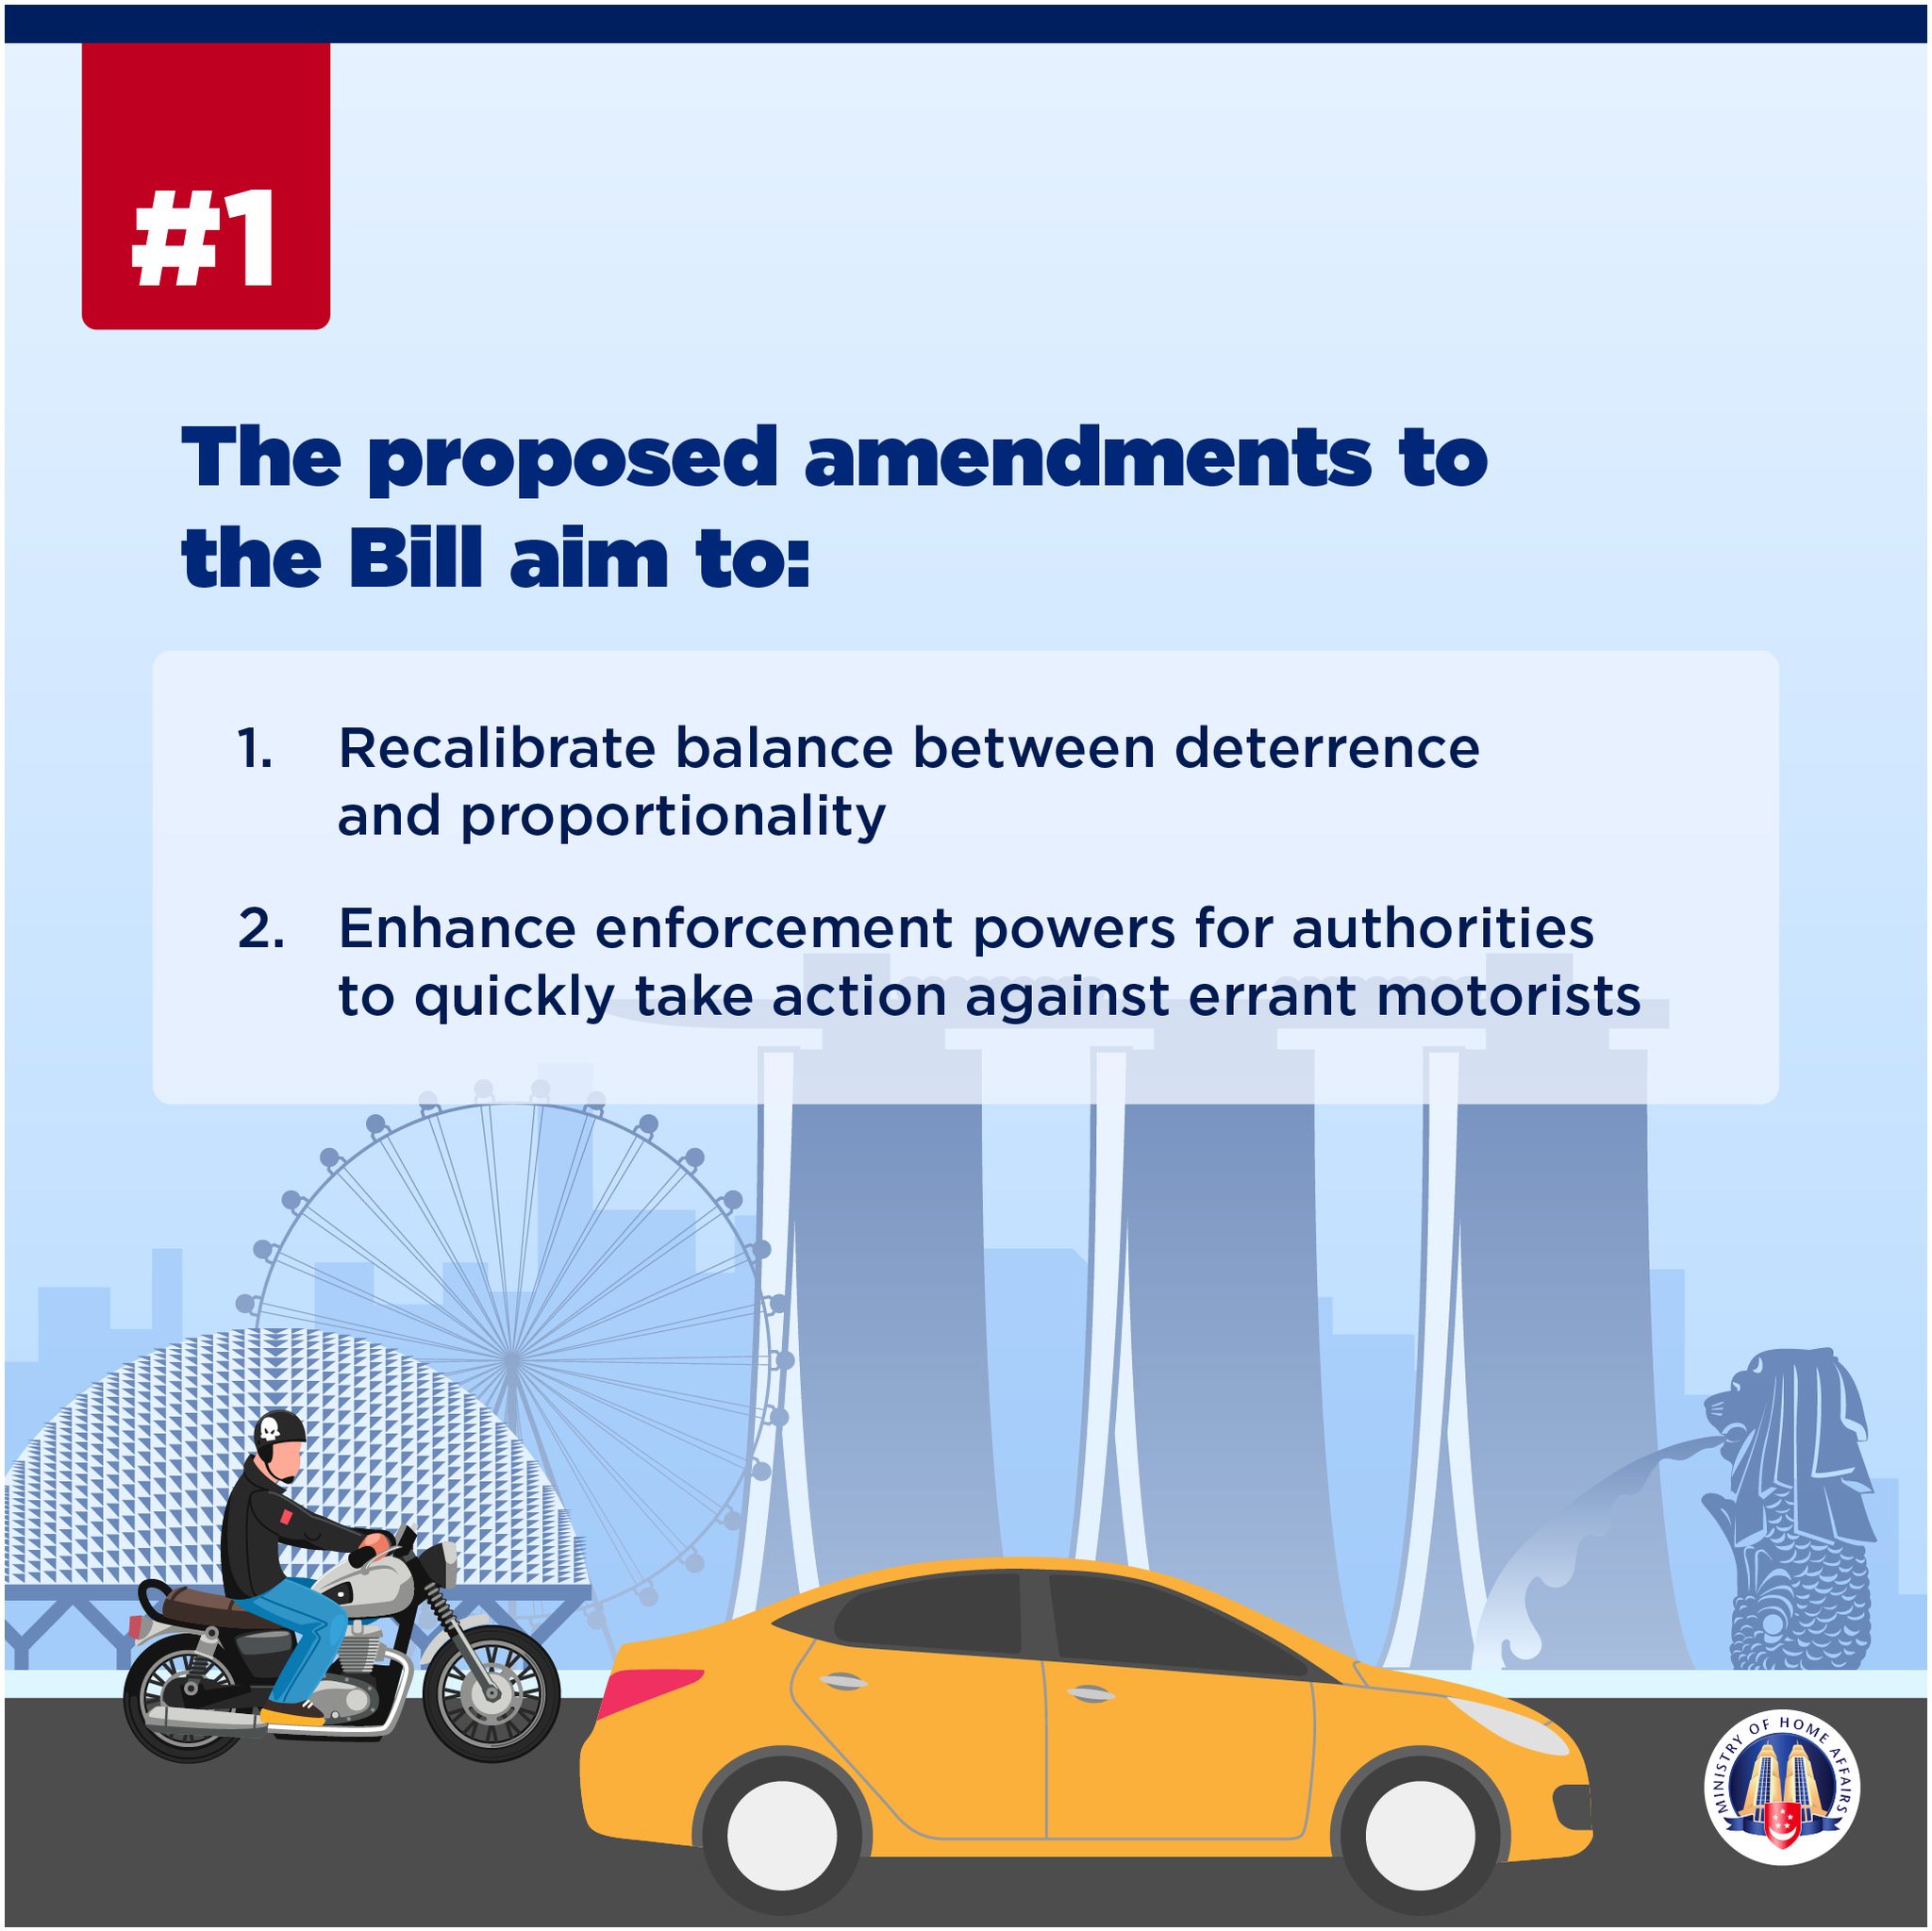 #1
The proposed amendments to
the Bill aim to:
1. Recalibrate balance between deterrence
and proportionality
2. Enhance enforcement powers for authorities
to quickly take action against errant motorists
MINISTRY OF HOME AFFAIRS